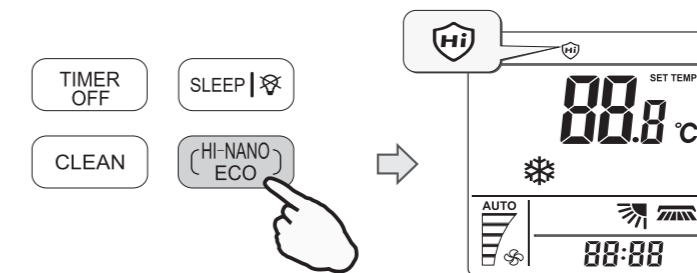 TIMER
OFF
SLEEP
CLEAN
HI-NANO
ECO
Hi
Hi
SET TEMP
88.8 °C
AUTO
88:88